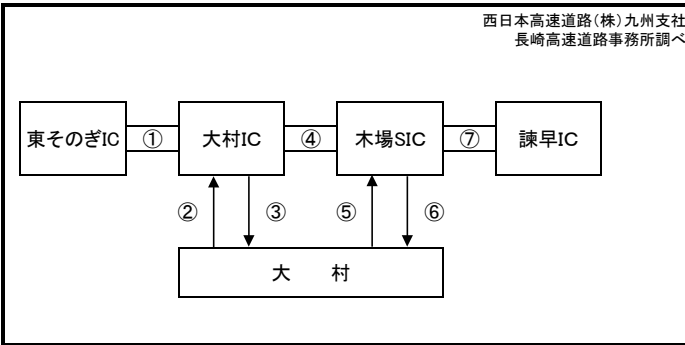 西日本高速道路(株)九州支社
長崎高速道路事務所調べ
東そのぎIC ① 大村IC ④ 木場SIC ⑦ 諫早IC
② ③ ⑤ ⑥
大 村